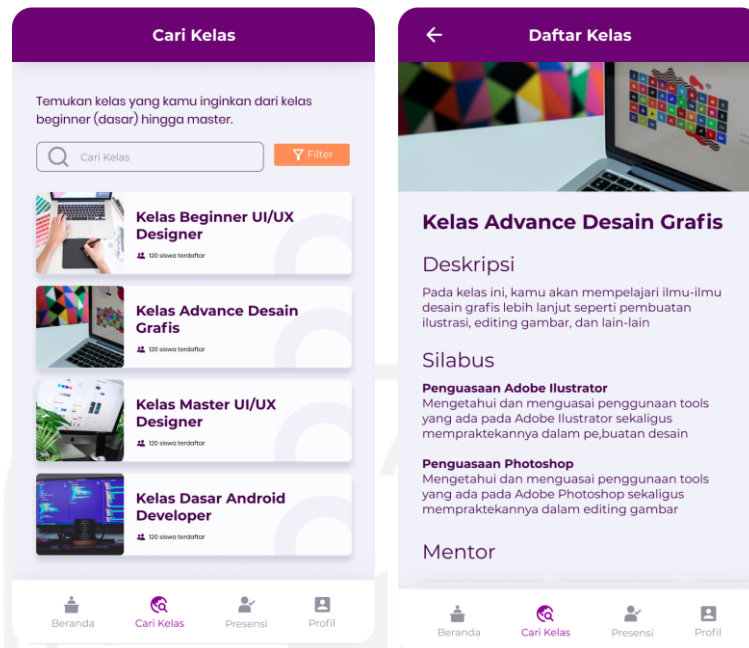 Cari Kelas
Temukan kelas yang kamu inginkan dari kelas
beginner (dasar) hingga master.
Cari Kelas
Filter
Kelas Beginner UI/UX
Designer
120 siswa terdaftar
Kelas Advance Desain
Grafis
120 siswa terdaftar
Kelas Master UI/UX
Designer
120 siswa terdaftar
Kelas Dasar Android
Developer
120 siswa terdaftar
Beranda
Cari Kelas
Presensi
Profil
Daftar Kelas
Kelas Advance Desain Grafis
Deskripsi
Pada kelas ini, kamu akan mempelajari ilmu-ilmu
desain grafis lebih lanjut seperti pembuatan
ilustrasi, editing gambar, dan lain-lain
Silabus
Penguasaan Adobe Ilustrator
Mengetahui dan menguasai penggunaan tools
yang ada pada Adobe Ilustrator sekaligus
mempraktekannya dalam pe,buatan desain
Penguasaan Photoshop
Mengetahui dan menguasai penggunaan tools
yang ada pada Adobe Photoshop sekaligus
mempraktekannya dalam editing gambar
Mentor
Beranda
Cari Kelas
Presensi
Profil